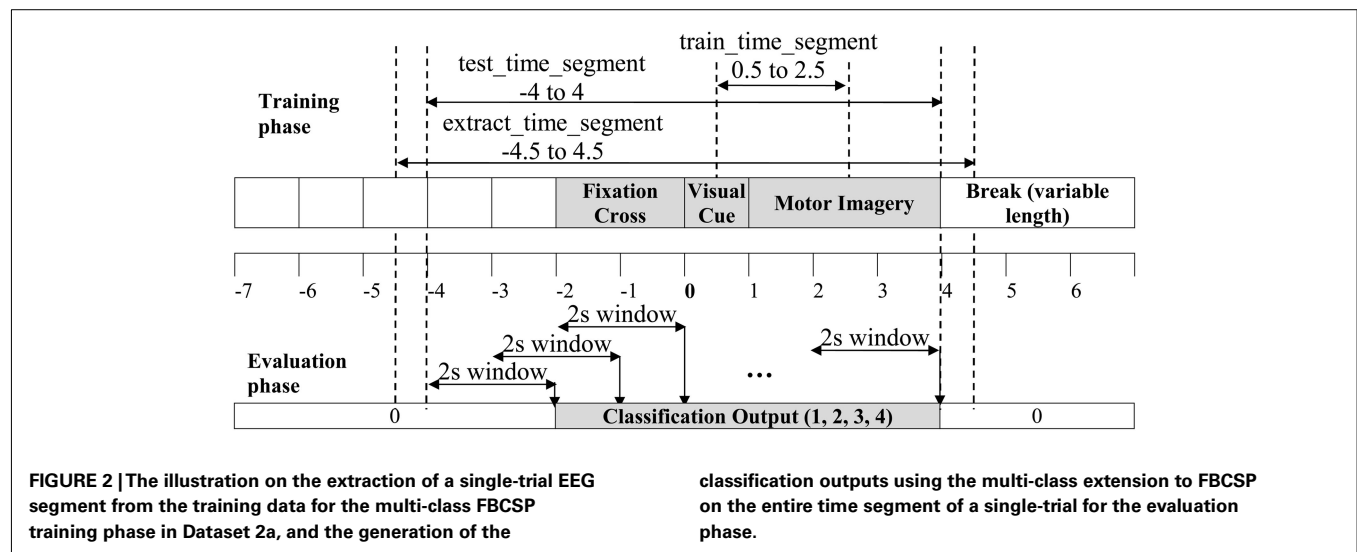 train_time_segment
0.5 to 2.5
test_time_segment
-4 to 4
Training
phase
extract_time_segment
-4.5 to 4.5
Fixation
Cross
Visual
Cue
Motor Imagery
Break (variable
length)
-7 -6 -5 -4 -3 -2 -1 0 1 2 3 4 5 6
2s window
2s window
2s window
2s window
...
Evaluation
phase
0
Classification Output (1, 2, 3, 4)
0
FIGURE 2 | The illustration on the extraction of a single-trial EEG
segment from the training data for the multi-class FBCSP
training phase in Dataset 2a, and the generation of the
classification outputs using the multi-class extension to FBCSP
on the entire time segment of a single-trial for the evaluation
phase.